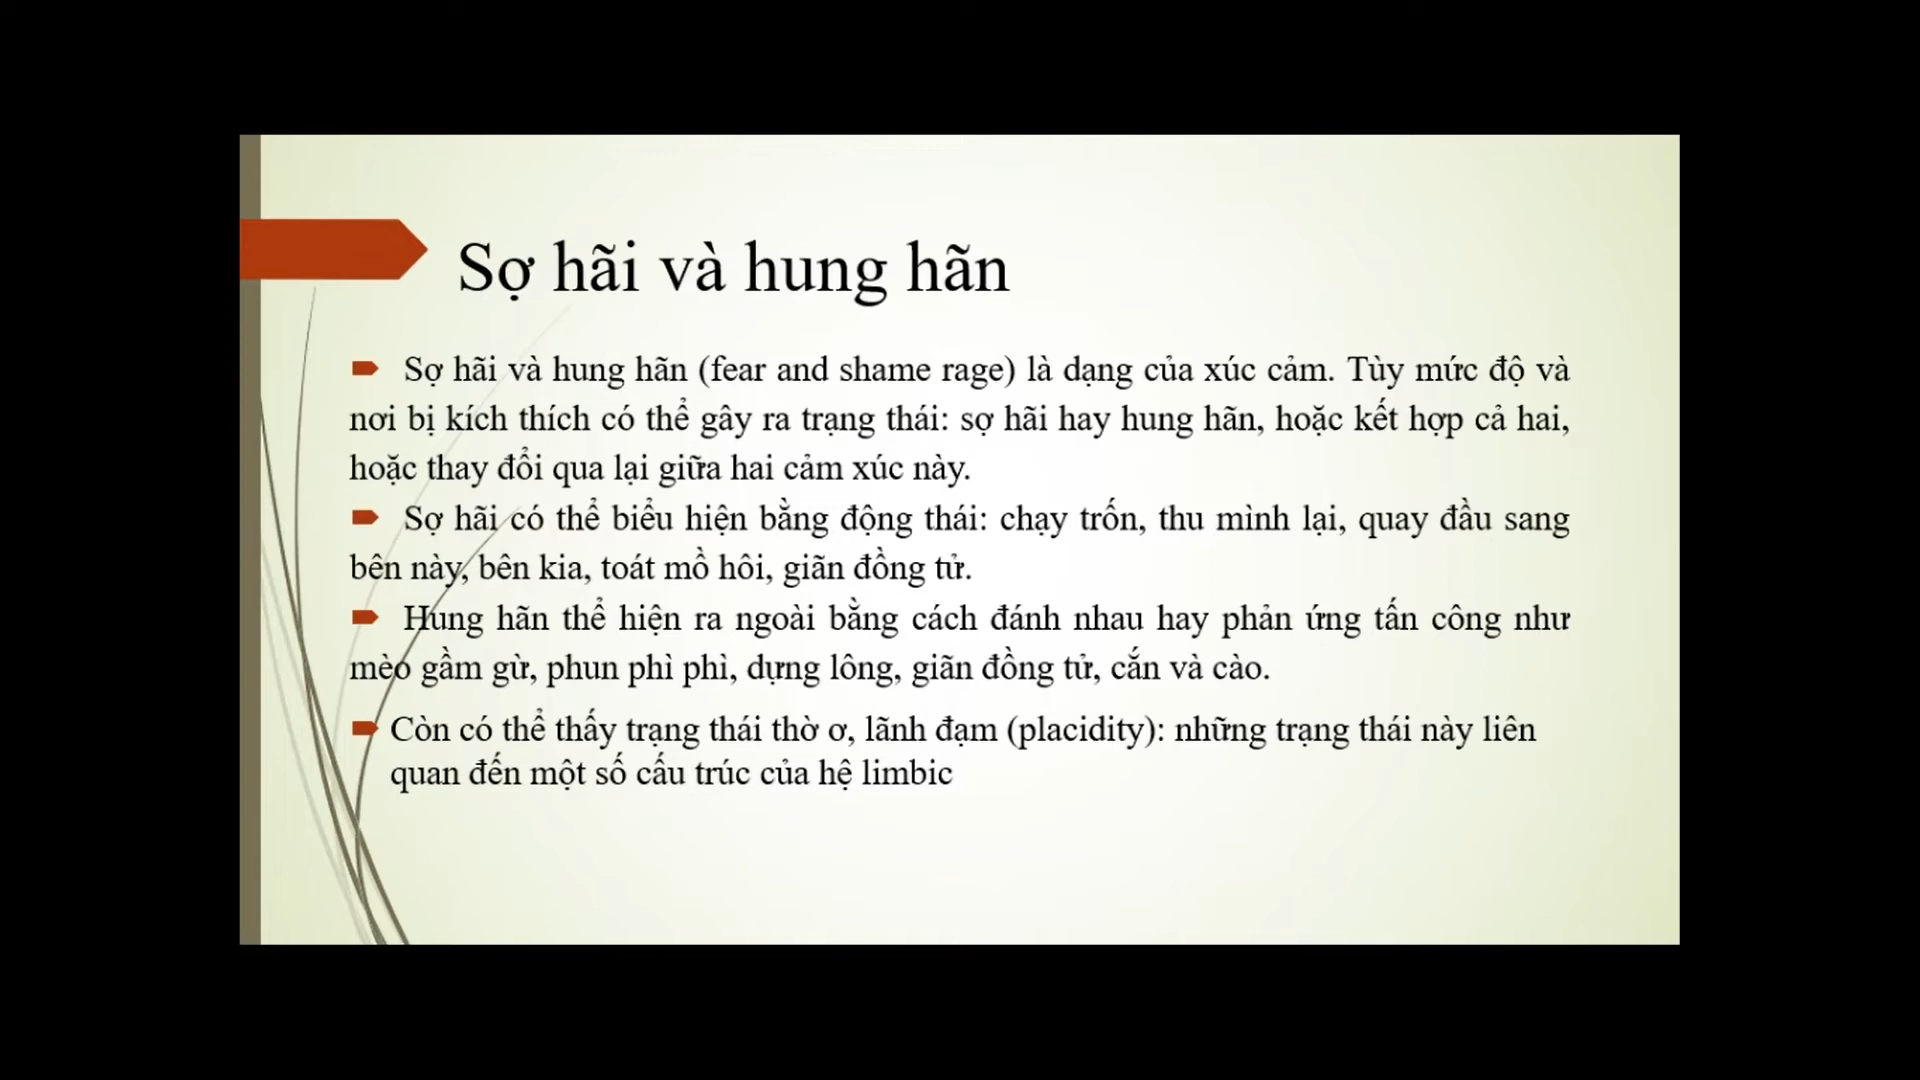 Sợ hãi và hung hãn
Sợ hãi và hung hãn (fear and shame rage) là dạng của xúc cảm. Tùy mức độ và
nơi bị kích thích có thể gây ra trạng thái: sợ hãi hay hung hãn, hoặc kết hợp cả hai,
hoặc thay đổi qua lại giữa hai cảm xúc này.
Sợ hãi có thể biểu hiện bằng động thái: chạy trốn, thu mình lại, quay đầu sang
bên này, bên kia, toát mồ hôi, giãn đồng tử.
Hung hãn thể hiện ra ngoài bằng cách đánh nhau hay phản ứng tấn công như
mèo gầm gừ, phun phì phì, dựng lông, giãn đồng tử, cắn và cào.
Còn có thể thấy trạng thái thờ ơ, lãnh đạm (placidity): những trạng thái này liên
quan đến một số cấu trúc của hệ limbic